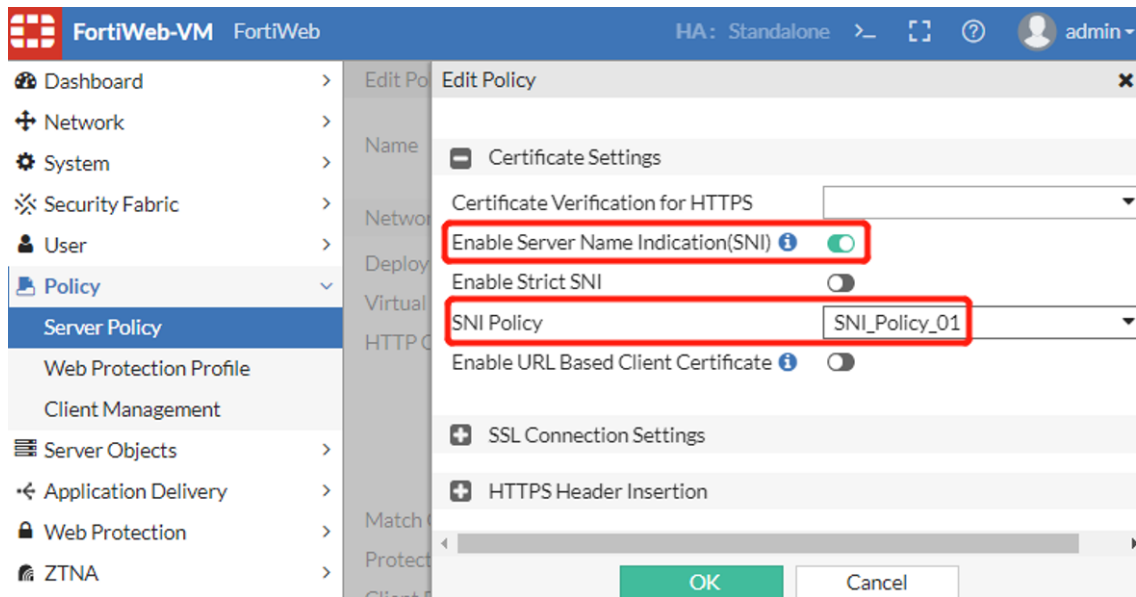 FortiWeb-VM FortiWeb HA: Standalone >_ admin
Dashboard
Network
System
Security Fabric
User
Policy
Server Policy
Web Protection Profile
Client Management
Server Objects
Application Delivery
Web Protection
ZTNA
Edit Po
Name
Networ
Deploy
Virtual
HTTP C
Match
Protect
Edit Policy
Certificate Settings
Certificate Verification for HTTPS
Enable Server Name Indication(SNI)
Enable Strict SNI
SNI Policy SNI_Policy_01
Enable URL Based Client Certificate
SSL Connection Settings
HTTPS Header Insertion
OK Cancel